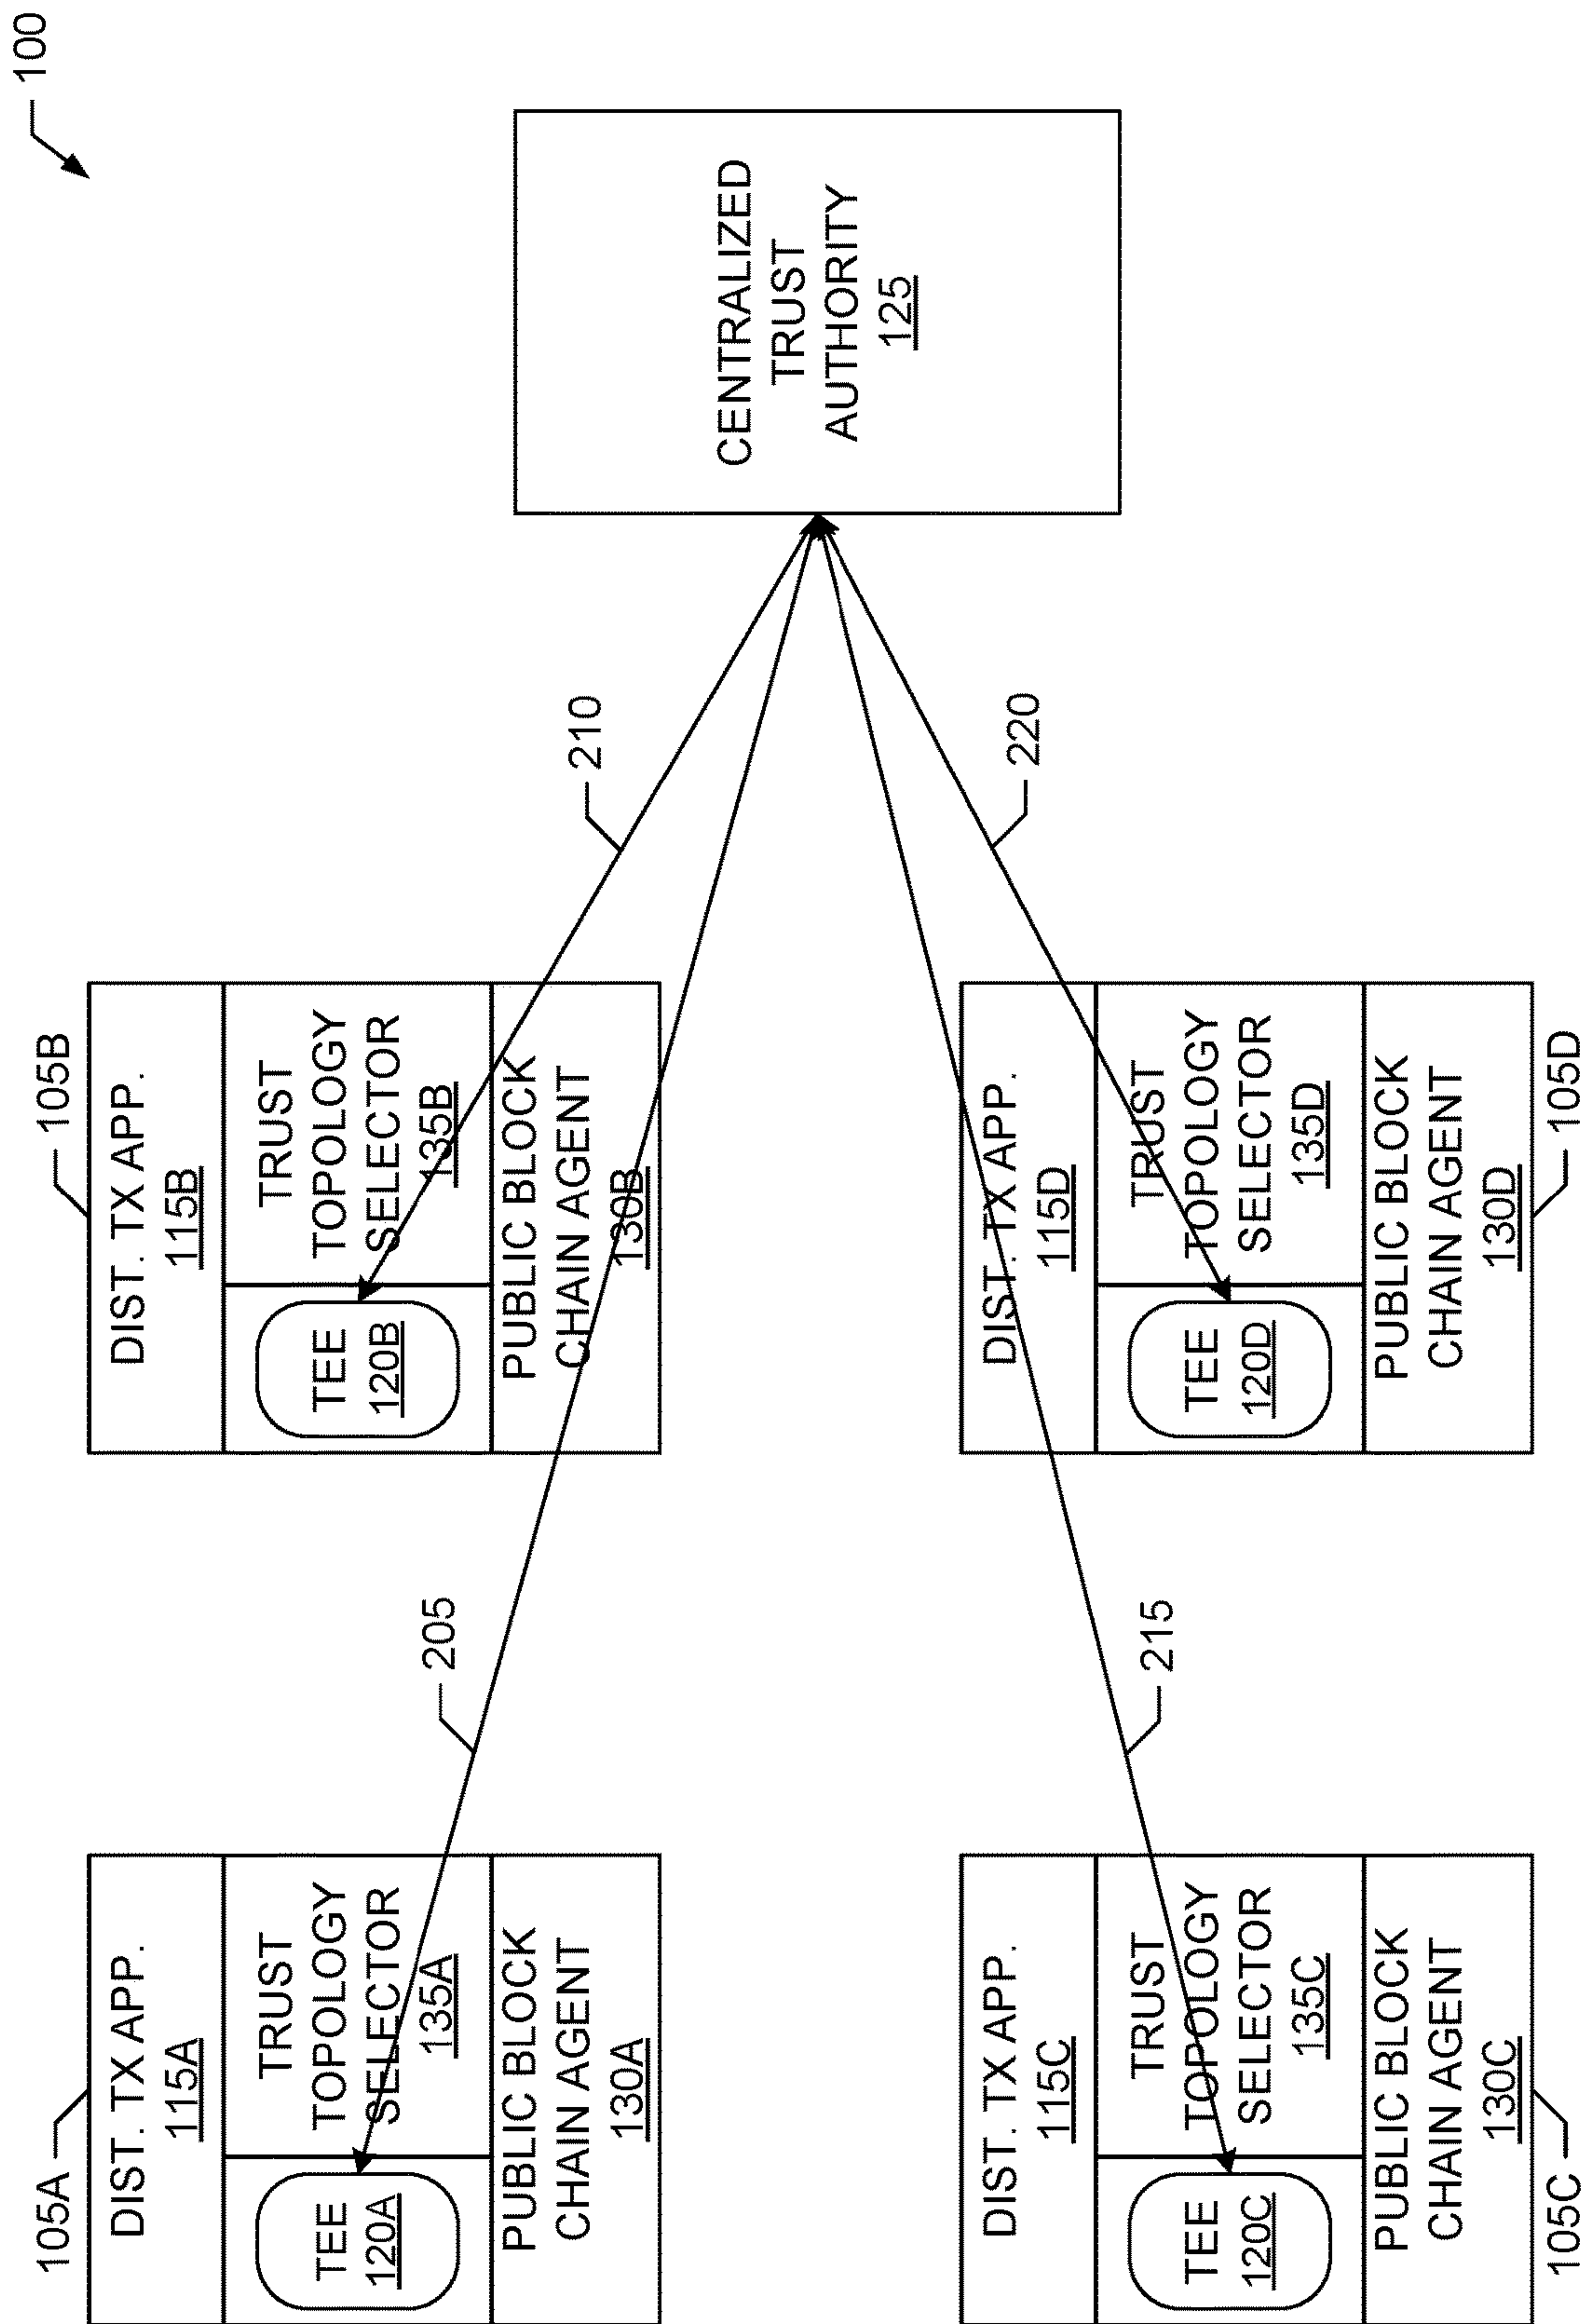 100
105A
DIST. TX APP.
115A
TEE
120A
TRUST
TOPOLOGY
SELECTOR
135A
PUBLIC BLOCK
CHAIN AGENT
130A
205
105B
DIST. TX APP.
115B
TEE
120B
TRUST
TOPOLOGY
SELECTOR
135B
PUBLIC BLOCK
CHAIN AGENT
130B
210
CENTRALIZED
TRUST
AUTHORITY
125
DIST. TX APP.
115C
TEE
120C
TRUST
TOPOLOGY
SELECTOR
135C
PUBLIC BLOCK
CHAIN AGENT
130C
105C
215
DIST. TX APP.
115D
TEE
120D
TRUST
TOPOLOGY
SELECTOR
135D
PUBLIC BLOCK
CHAIN AGENT
130D
105D
220